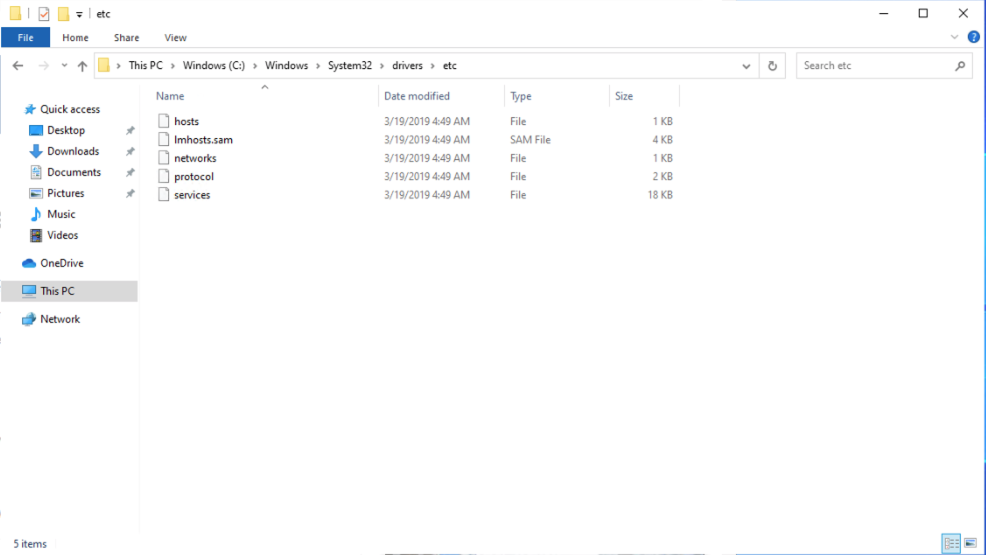 etc
File Home Share View
This PC Windows (C:) Windows System32 drivers etc
Search etc
Name Date modified Type Size
Quick access
Desktop
Downloads
Documents
Pictures
Music
Videos
OneDrive
This PC
Network
hosts 3/19/2019 4:49 AM File 1 KB
lmhosts.sam 3/19/2019 4:49 AM SAM File 4 KB
networks 3/19/2019 4:49 AM File 1 KB
protocol 3/19/2019 4:49 AM File 2 KB
services 3/19/2019 4:49 AM File 18 KB
5 items